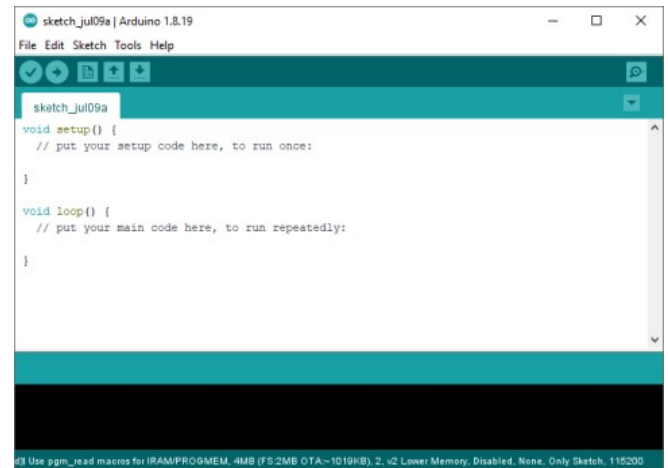 sketch_jul09a | Arduino 1.8.19
File Edit Sketch Tools Help
sketch_jul09a
void setup() {
  // put your setup code here, to run once:
}
void loop() {
  // put your main code here, to run repeatedly:
}
Use pgm_read macros for IRAM/PROGMEM, 4MB (FS:2MB OTA:~1019KB), 2, v2 Lower Memory, Disabled, None, Only Sketch, 115200